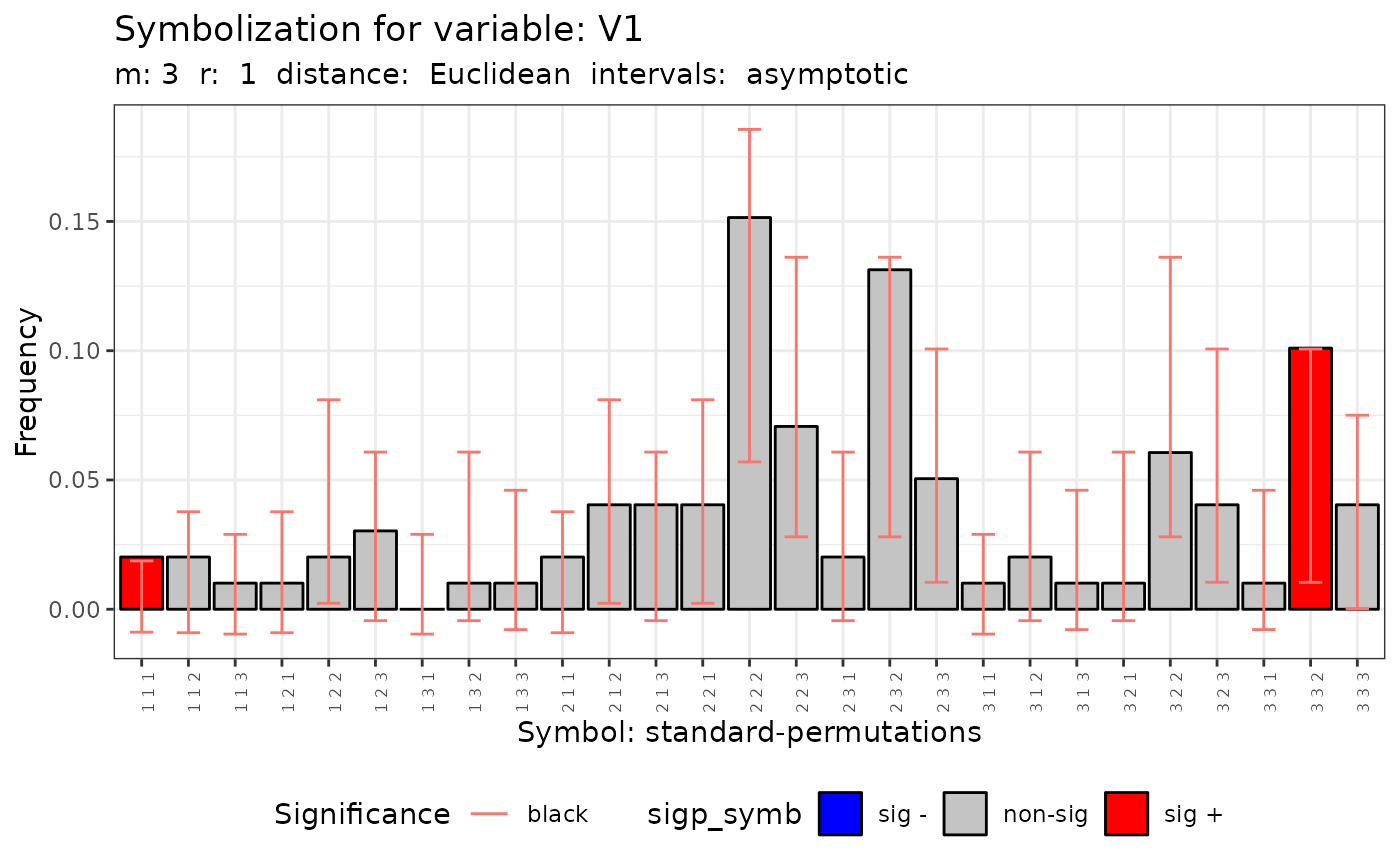 Symbolization for variable: V1
m: 3 r: 1 distance: Euclidean intervals: asymptotic
Frequency
0.15
0.10
0.05
0.00
1 1 1
1 1 2
1 1 3
1 2 1
1 2 2
1 2 3
1 3 1
1 3 2
1 3 3
2 1 1
2 1 2
2 1 3
2 2 1
2 2 2
2 2 3
2 3 1
2 3 2
2 3 3
3 1 1
3 1 2
3 1 3
3 2 1
3 2 2
3 2 3
3 3 1
3 3 2
3 3 3
Symbol: standard-permutations
Significance black sigp_symb sig - non-sig sig +